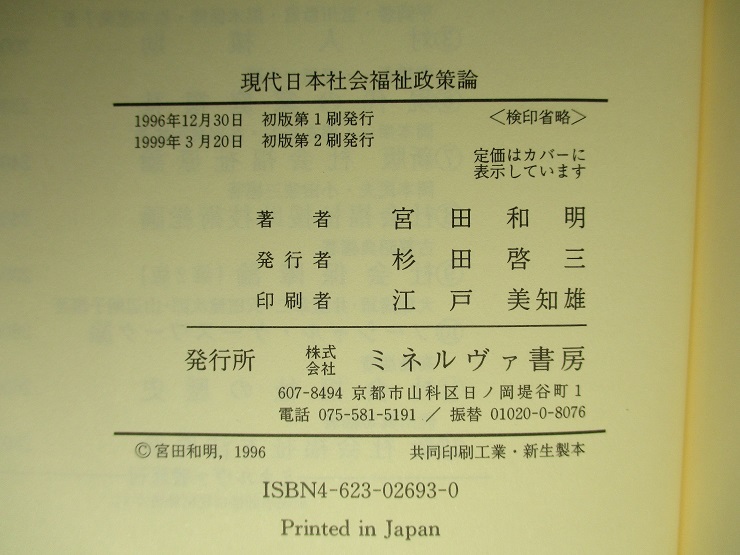 現代日本社会福祉政策論
1996年12月30日 初版第1刷発行 〈検印省略〉
1999年3月20日 初版第2刷発行
定価はカバーに
表示しています
著者 宮田和明
発行者 杉田啓三
印刷者 江戸美知雄
発行所 株式会社 ミネルヴァ書房
607-8494 京都市山科区日ノ岡堤谷町1
電話 075-581-5191 / 振替 01020-0-8076
©宮田和明, 1996 共同印刷工業・新生製本
ISBN4-623-02693-0
Printed in Japan